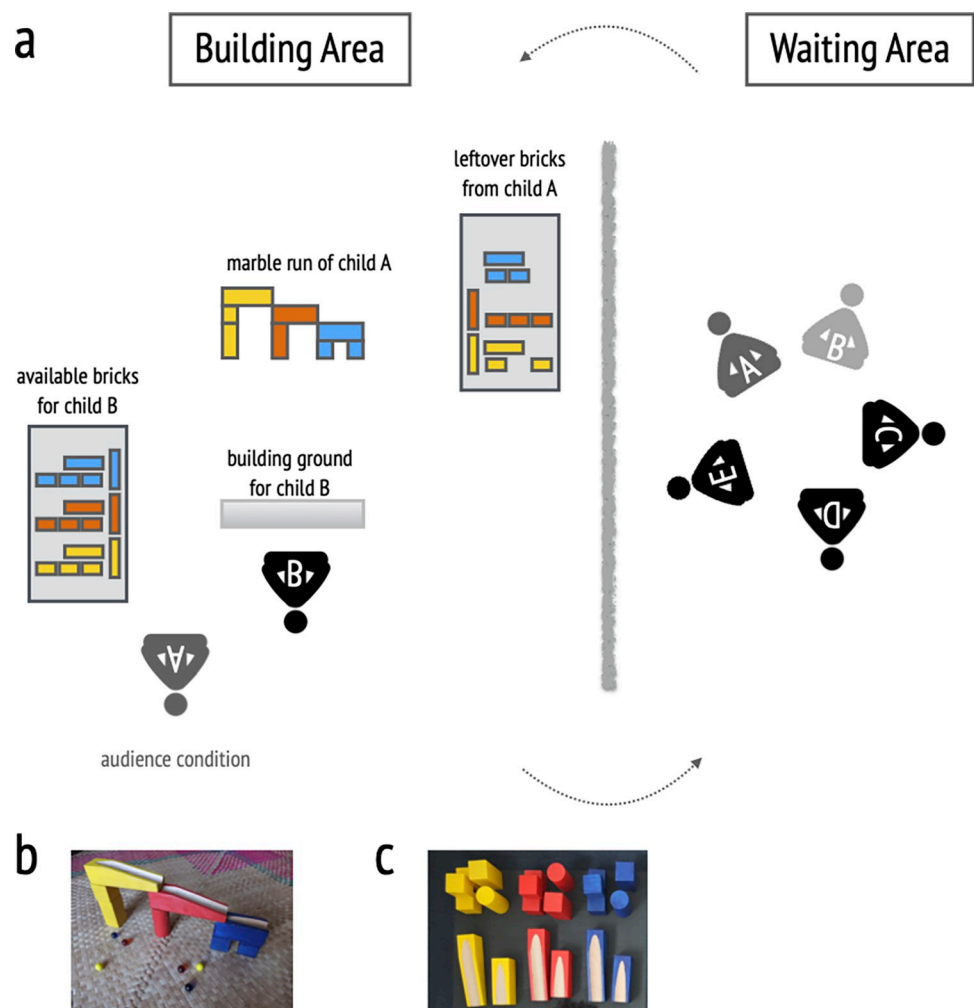 a
Building Area
Waiting Area
leftover bricks
from child A
marble run of child A
available bricks
for child B
building ground
for child B
A
B
C
E
D
B
A
audience condition
b
c